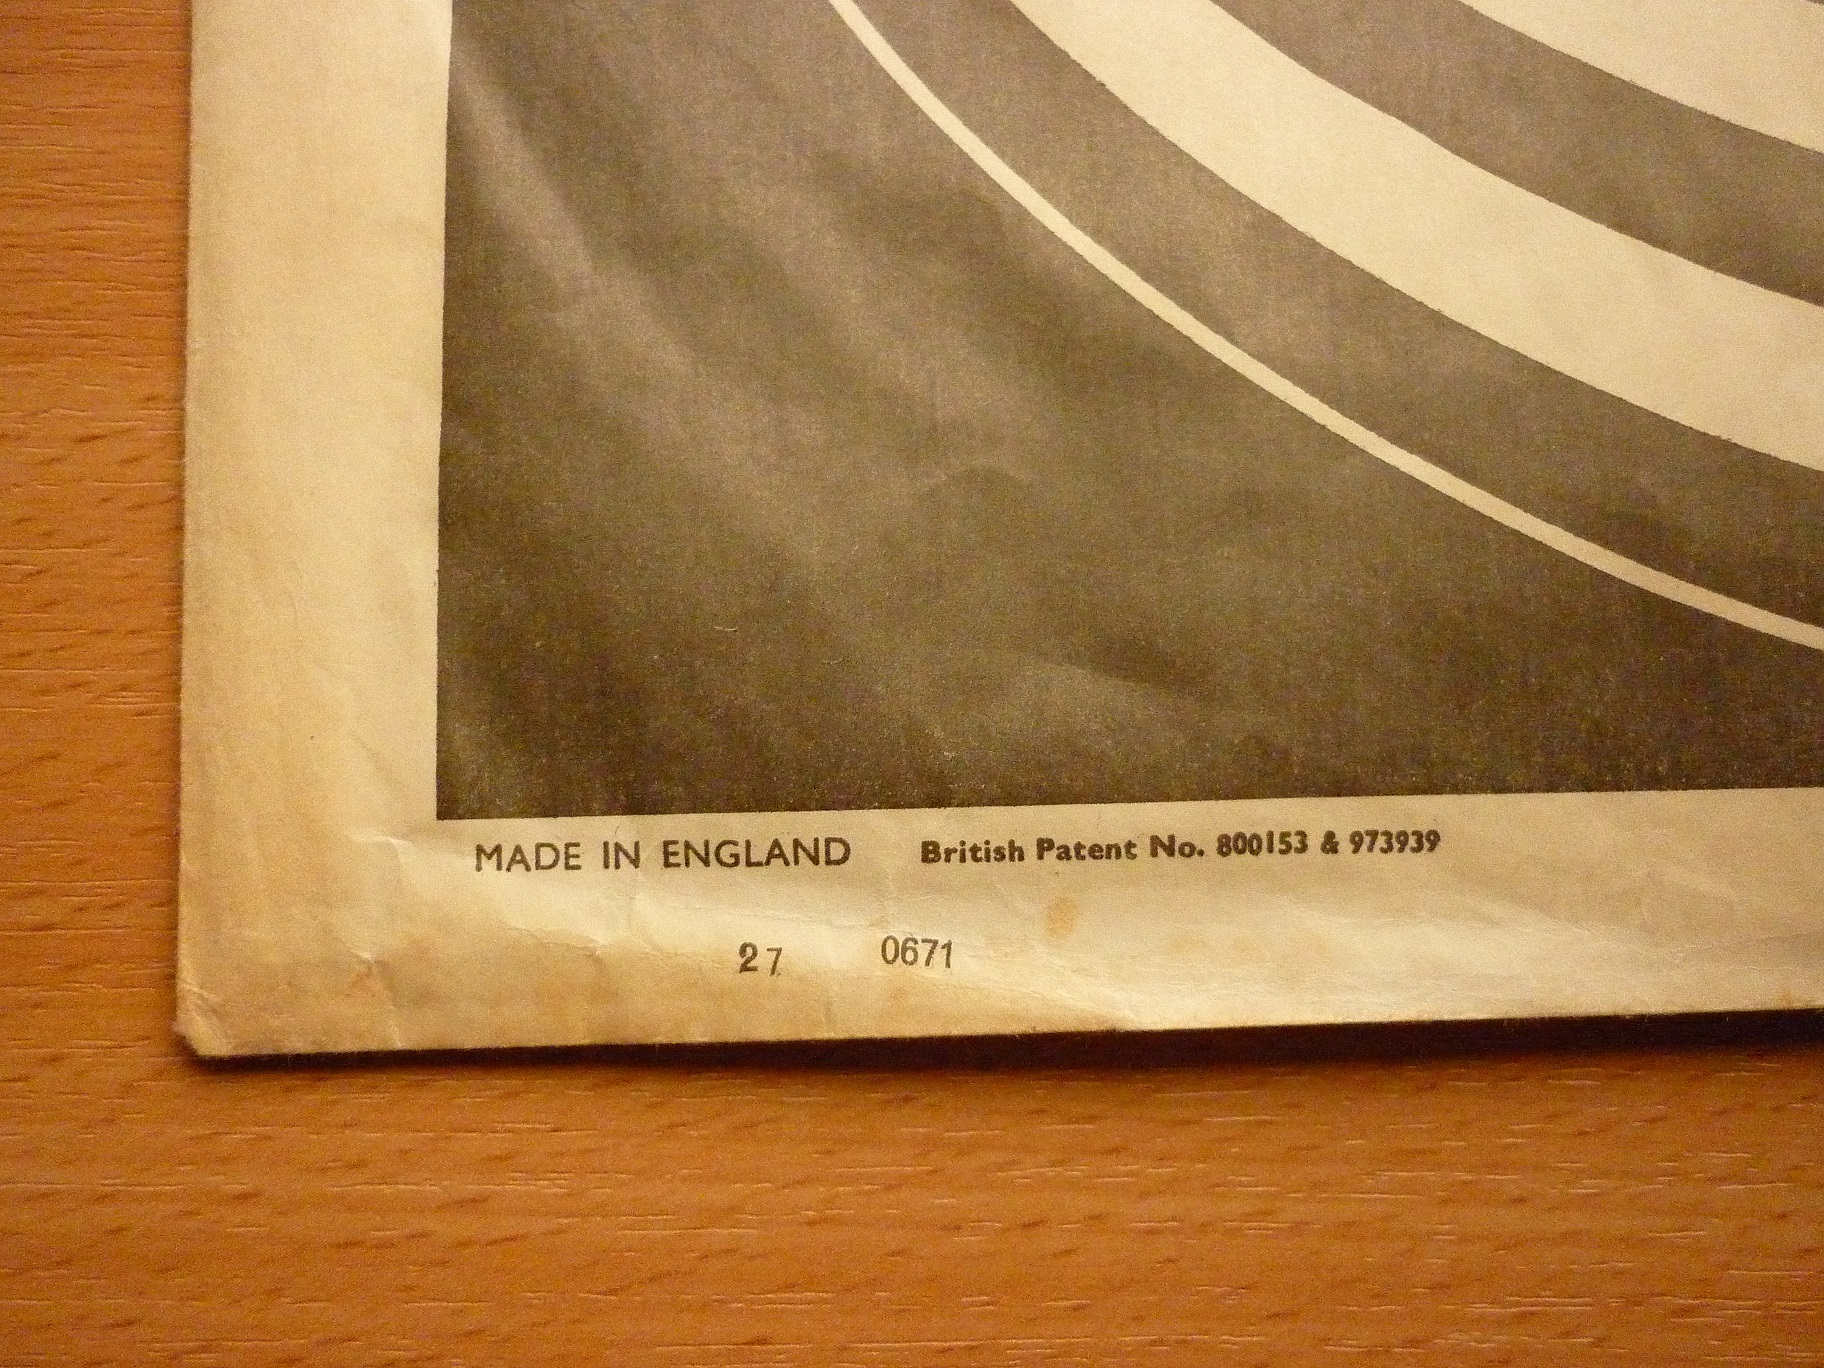 MADE IN ENGLAND British Patent No. 800153 & 973939
27 0671